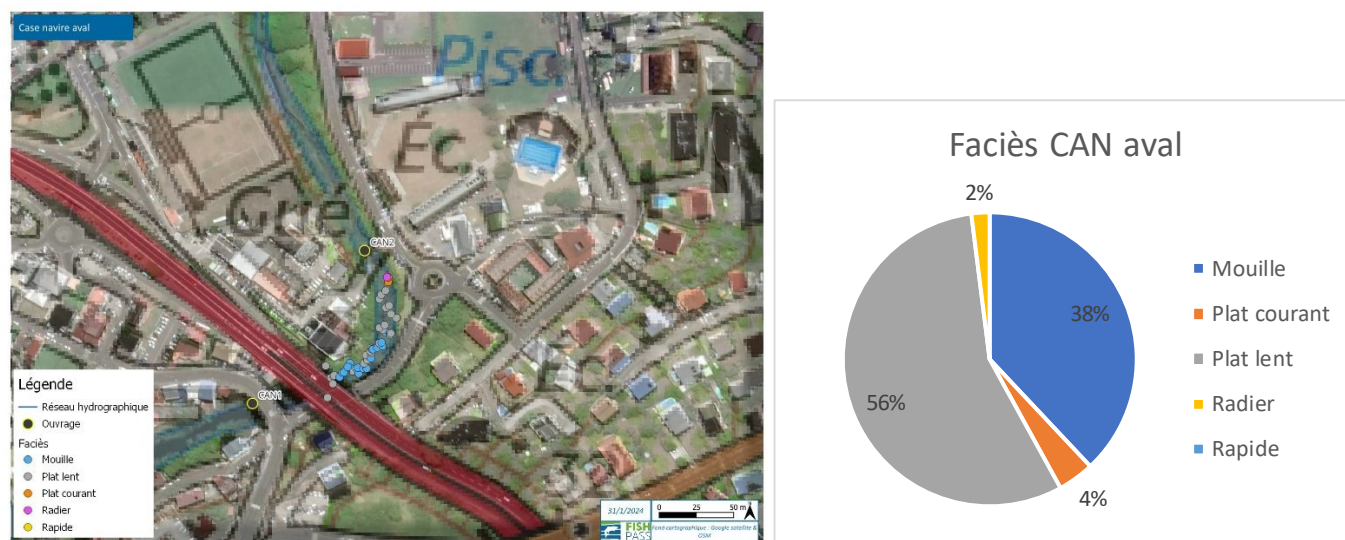 Case navire aval
Pisc.
Éc.
Gué
CAN2
Éc.
CAN1
Légende
Réseau hydrographique
Ouvrage
Faciès
Mouille
Plat lent
Plat courant
Radier
Rapide
31/1/2024
0 25 50 m
FISH
PASS
Fond cartographique : Google satellite &
OSM
Faciès CAN aval
2%
38%
56%
4%
Mouille
Plat courant
Plat lent
Radier
Rapide